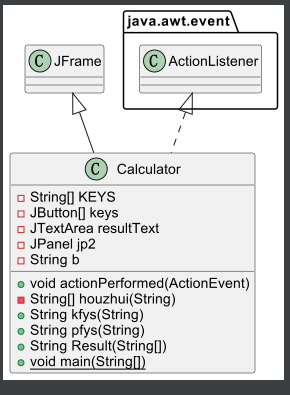 java.awt.event
C JFrame
C ActionListener
C Calculator
String[] KEYS
JButton[] keys
JTextArea resultText
JPanel jp2
String b
void actionPerformed(ActionEvent)
String[] houzhui(String)
String kfys(String)
String pfys(String)
String Result(String[])
void main(String[])